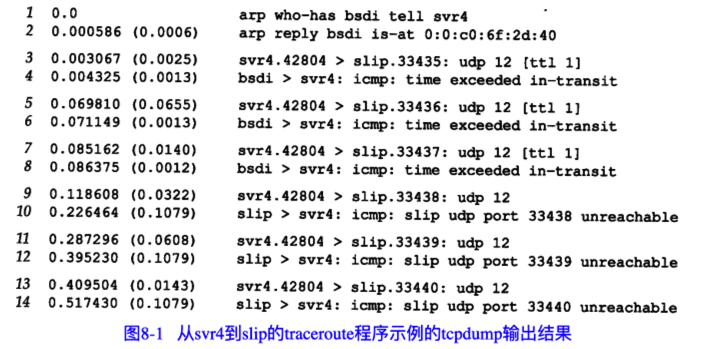 1 0.0 arp who-has bsdi tell svr4
2 0.000586 (0.0006) arp reply bsdi is-at 0:0:c0:6f:2d:40
3 0.003067 (0.0025) svr4.42804 > slip.33435: udp 12 [ttl 1]
4 0.004325 (0.0013) bsdi > svr4: icmp: time exceeded in-transit
5 0.069810 (0.0655) svr4.42804 > slip.33436: udp 12 [ttl 1]
6 0.071149 (0.0013) bsdi > svr4: icmp: time exceeded in-transit
7 0.085162 (0.0140) svr4.42804 > slip.33437: udp 12 [ttl 1]
8 0.086375 (0.0012) bsdi > svr4: icmp: time exceeded in-transit
9 0.118608 (0.0322) svr4.42804 > slip.33438: udp 12
10 0.226464 (0.1079) slip > svr4: icmp: slip udp port 33438 unreachable
11 0.287296 (0.0608) svr4.42804 > slip.33439: udp 12
12 0.395230 (0.1079) slip > svr4: icmp: slip udp port 33439 unreachable
13 0.409504 (0.0143) svr4.42804 > slip.33440: udp 12
14 0.517430 (0.1079) slip > svr4: icmp: slip udp port 33440 unreachable
图8-1 从svr4到slip的traceroute程序示例的tcpdump输出结果